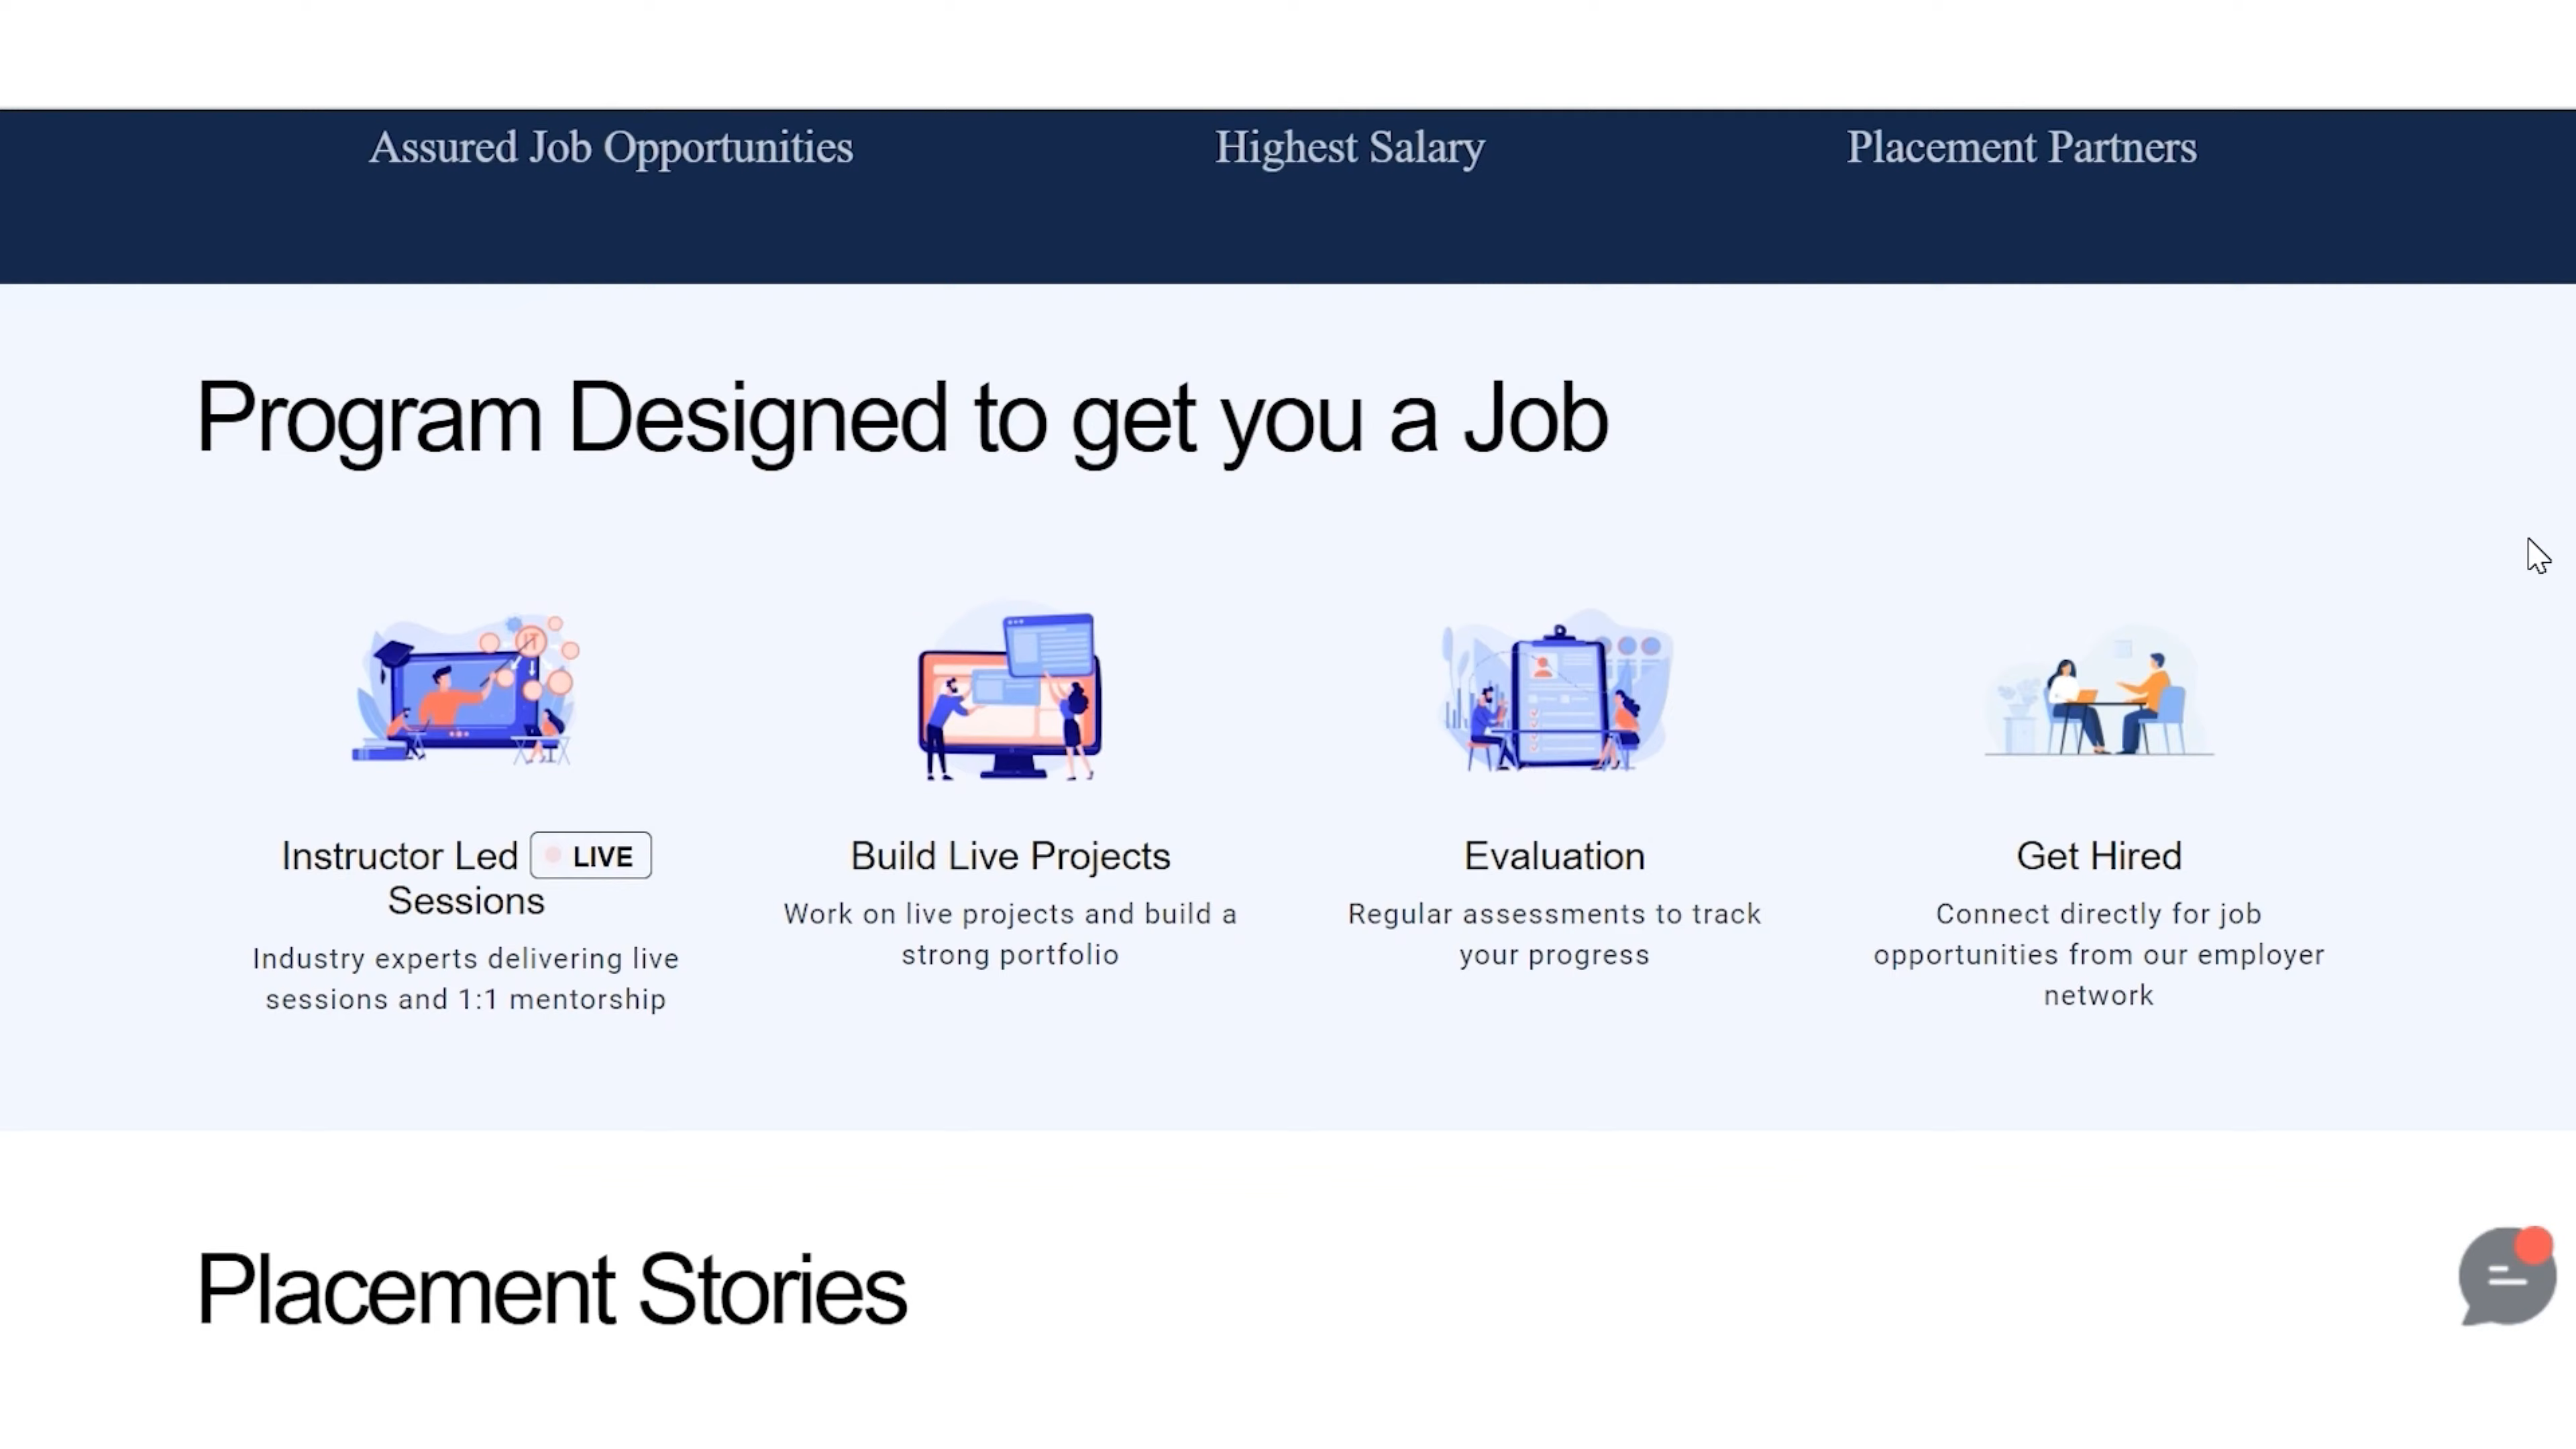 Assured Job Opportunities
Highest Salary
Placement Partners
Program Designed to get you a Job
IT
Instructor Led LIVE
Sessions
Industry experts delivering live
sessions and 1:1 mentorship
Build Live Projects
Work on live projects and build a
strong portfolio
Evaluation
Regular assessments to track
your progress
Get Hired
Connect directly for job
opportunities from our employer
network
Placement Stories